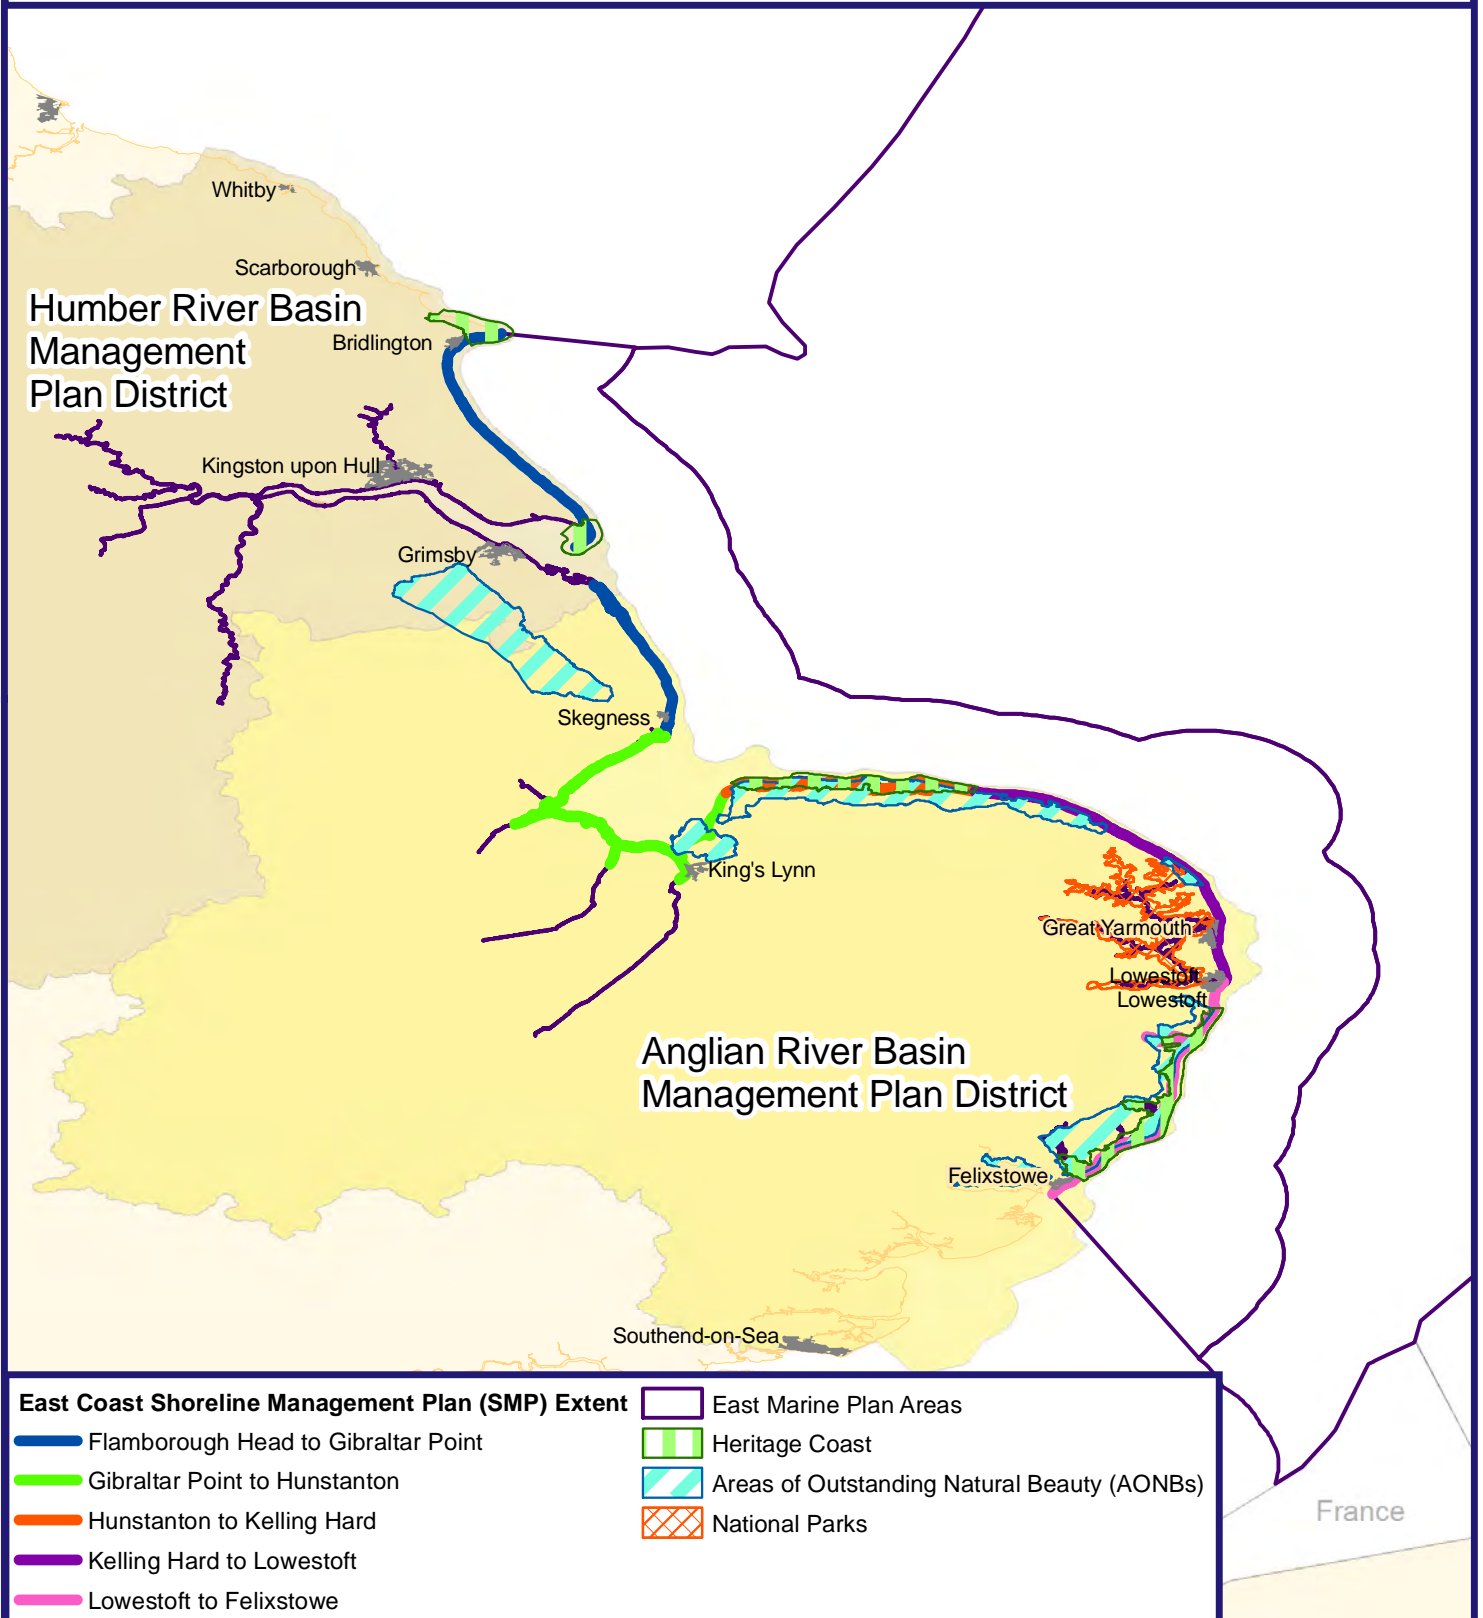 Whitby
Scarborough
Humber River Basin
Management
Plan District
Bridlington
Kingston upon Hull
Grimsby
Skegness
King's Lynn
Great Yarmouth
Lowestoft
Lowestoft
Anglian River Basin
Management Plan District
Felixstowe
Southend-on-Sea
East Coast Shoreline Management Plan (SMP) Extent
Flamborough Head to Gibraltar Point
Gibraltar Point to Hunstanton
Hunstanton to Kelling Hard
Kelling Hard to Lowestoft
Lowestoft to Felixstowe
East Marine Plan Areas
Heritage Coast
Areas of Outstanding Natural Beauty (AONBs)
National Parks
France